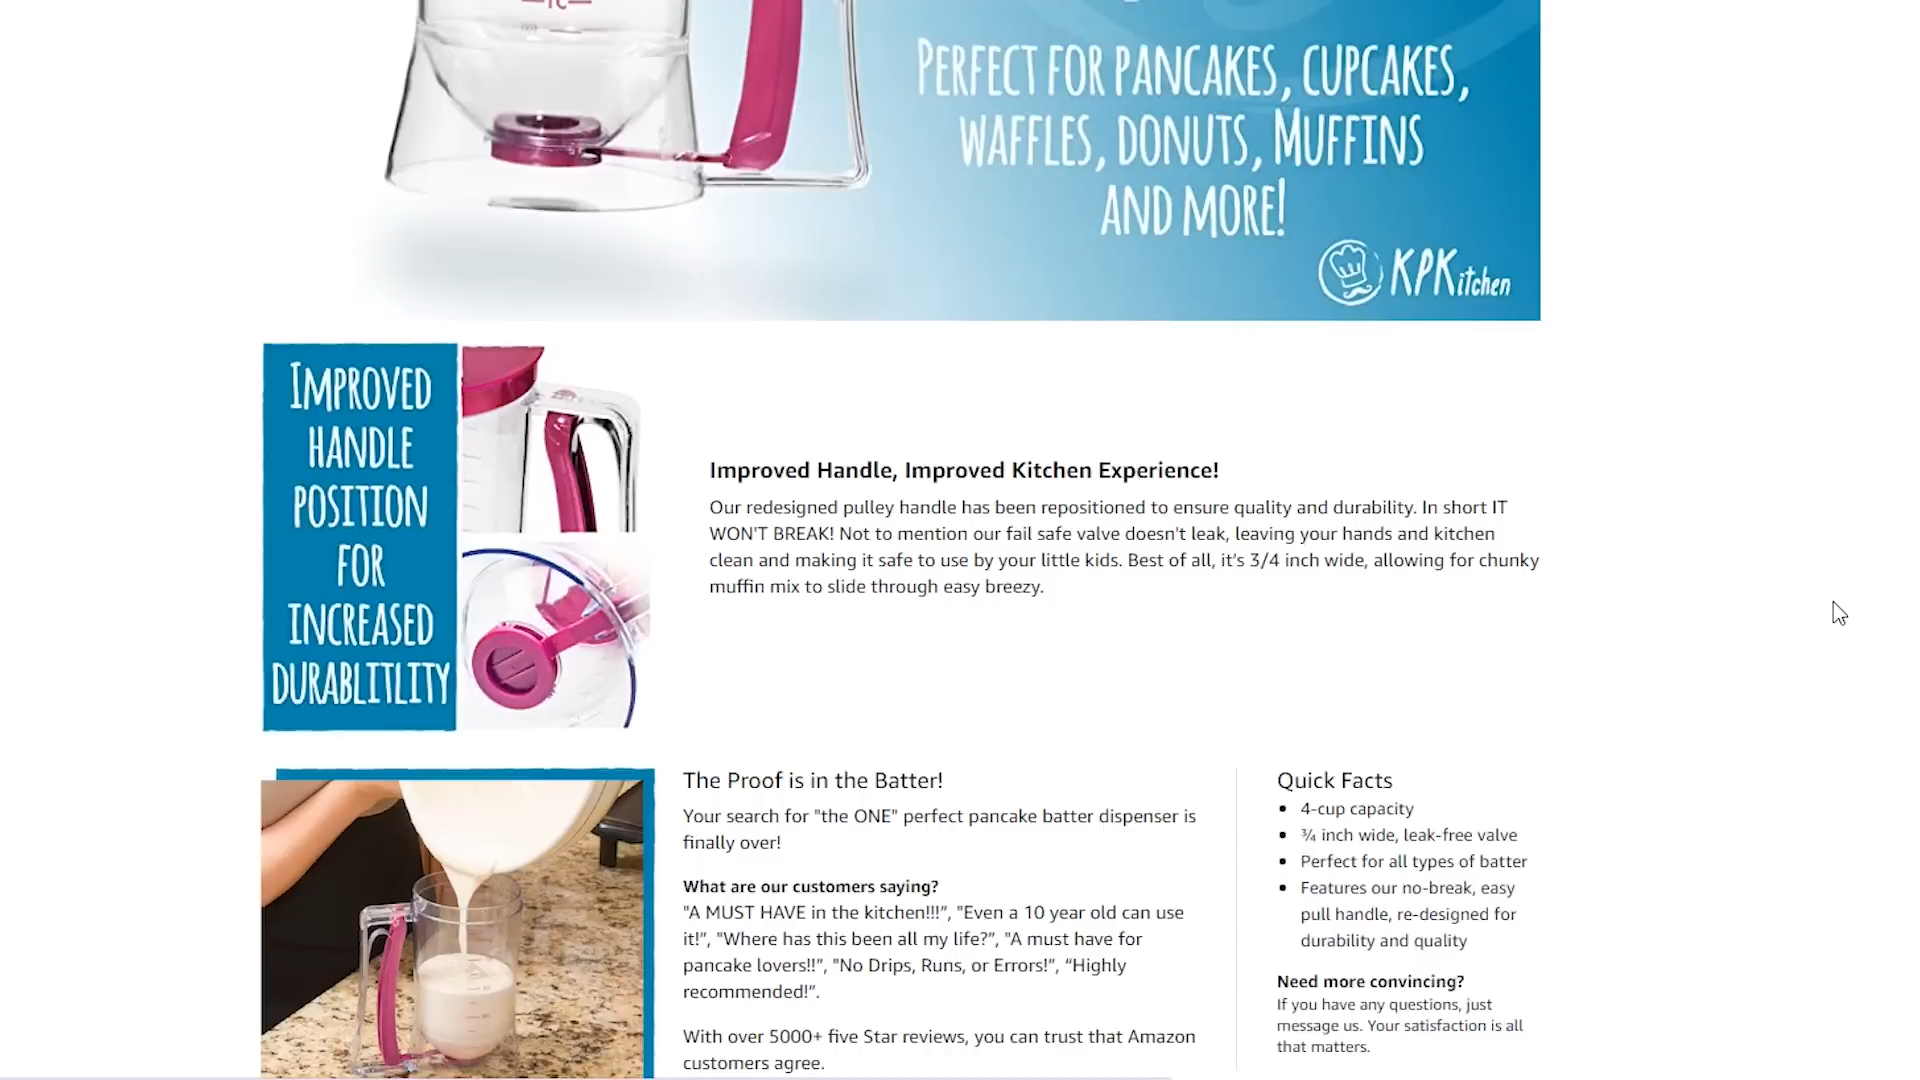 PERFECT FOR PANCAKES, CUPCAKES,
WAFFLES, DONUTS, MUFFINS
AND MORE!
KPKitchen
IMPROVED
HANDLE
POSITION
FOR
INCREASED
DURABLITLITY
Improved Handle, Improved Kitchen Experience!
Our redesigned pulley handle has been repositioned to ensure quality and durability. In short IT
WON'T BREAK! Not to mention our fail safe valve doesn't leak, leaving your hands and kitchen
clean and making it safe to use by your little kids. Best of all, it's 3/4 inch wide, allowing for chunky
muffin mix to slide through easy breezy.
The Proof is in the Batter!
Your search for "the ONE" perfect pancake batter dispenser is
finally over!
What are our customers saying?
"A MUST HAVE in the kitchen!!!”, "Even a 10 year old can use
it!”, "Where has this been all my life?”, "A must have for
pancake lovers!!”, "No Drips, Runs, or Errors!”, “Highly
recommended!”.
With over 5000+ five Star reviews, you can trust that Amazon
customers agree.
Quick Facts
• 4-cup capacity
• ¾ inch wide, leak-free valve
• Perfect for all types of batter
• Features our no-break, easy
pull handle, re-designed for
durability and quality
Need more convincing?
If you have any questions, just
message us. Your satisfaction is all
that matters.